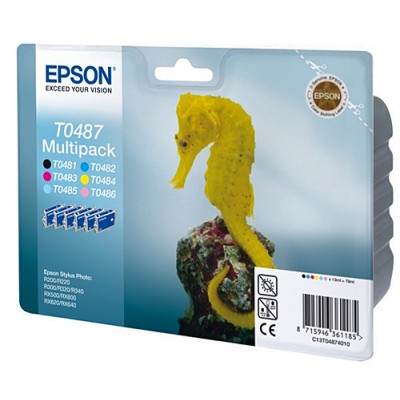 EPSON
EXCEED YOUR VISION
T0487
Multipack
T0481 T0482
T0483 T0484
T0485 T0486
Epson Stylus Photo:
R200/R220
R300/R320/R340
RX500/RX600
RX620/RX640
EPSON
CE
8 715946 361185 >
C13T04874010